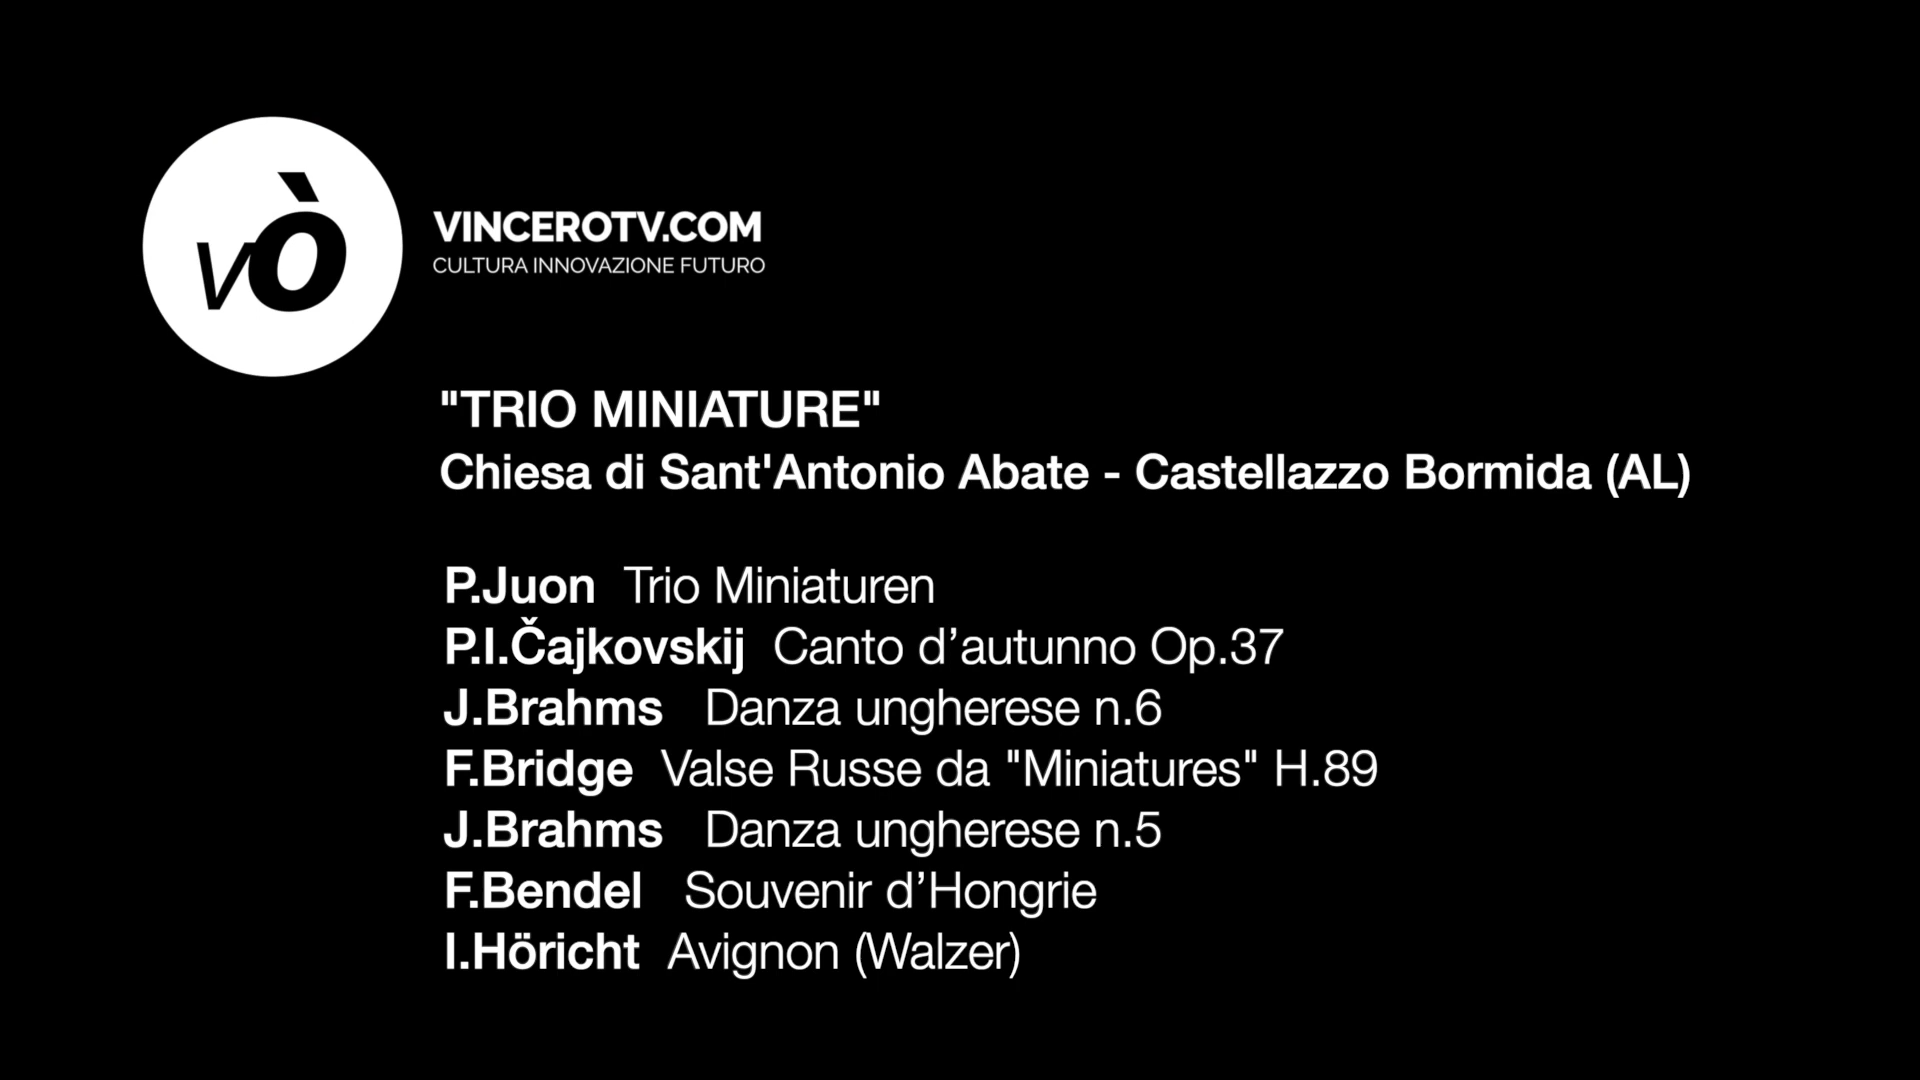 vò
VINCEROTV.COM
CULTURA INNOVAZIONE FUTURO
"TRIO MINIATURE"
Chiesa di Sant'Antonio Abate - Castellazzo Bormida (AL)
P.Juon Trio Miniaturen
P.I.Čajkovskij Canto d’autunno Op.37
J.Brahms Danza ungherese n.6
F.Bridge Valse Russe da "Miniatures" H.89
J.Brahms Danza ungherese n.5
F.Bendel Souvenir d’Hongrie
I.Höricht Avignon (Walzer)